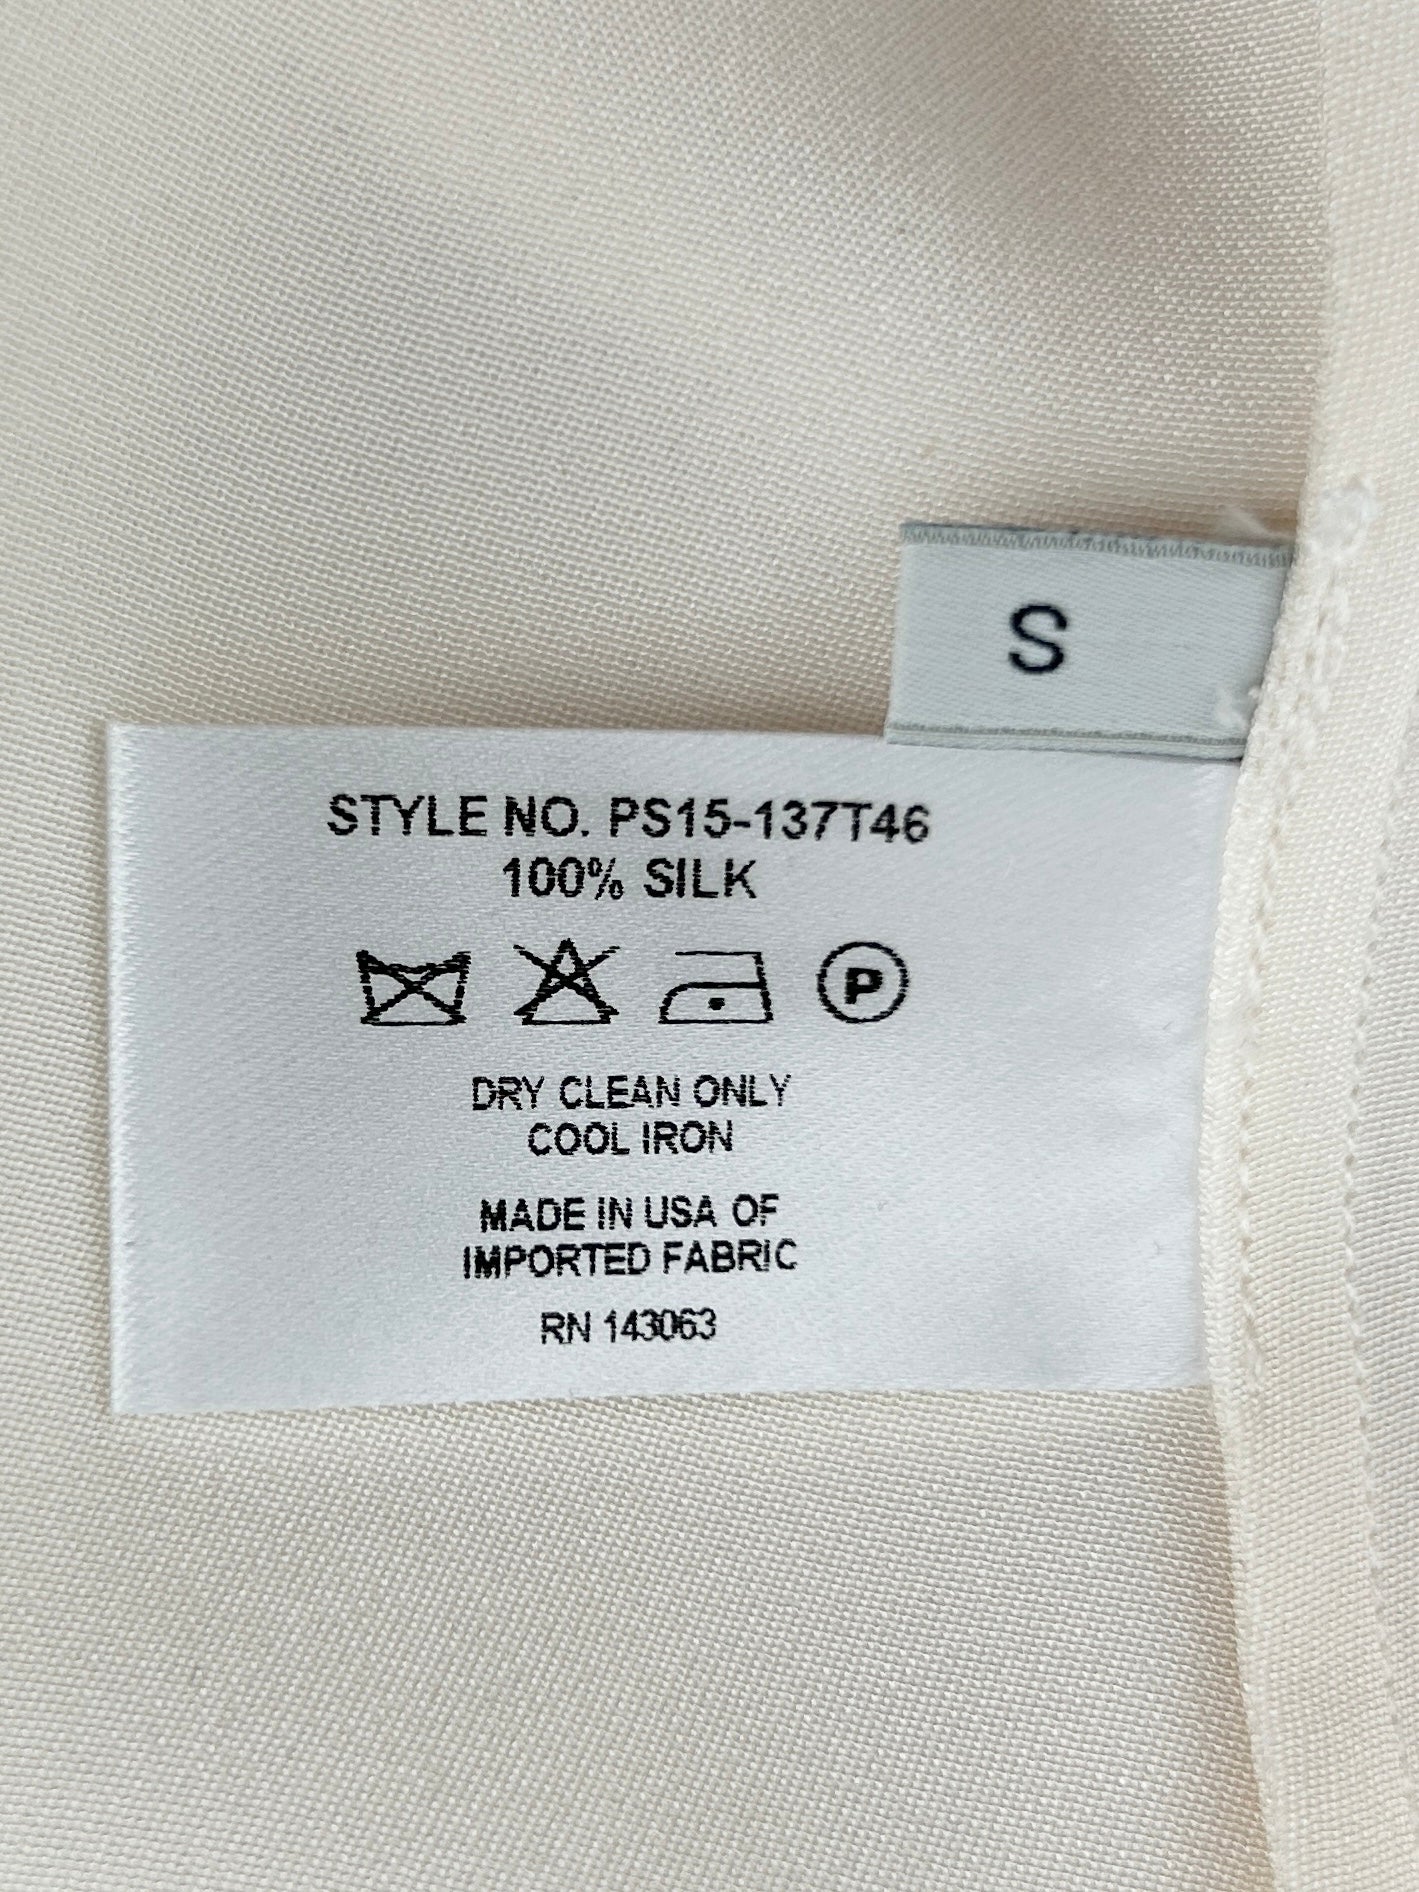 S
STYLE NO. PS15-137T46
100% SILK
P
DRY CLEAN ONLY
COOL IRON
MADE IN USA OF
IMPORTED FABRIC
RN 143063